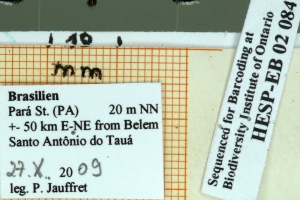 10
mm
Brasilien
Pará St. (PA) 20 m NN
+- 50 km E-NE from Belem
Santo Antônio do Tauá
27.X. 2009
leg. P. Jauffret
Sequenced for Barcoding at
Biodiversity Institute of Ontario
HESP-EB 02 084